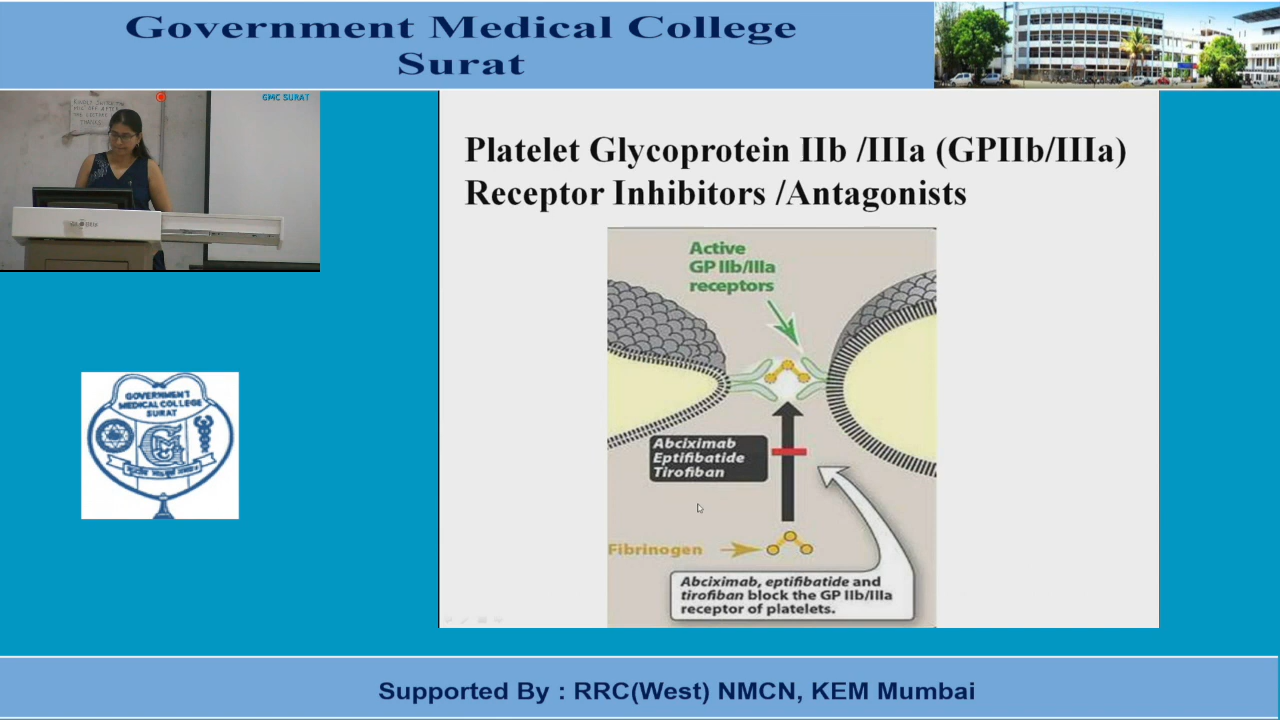 Government Medical College
Surat
GMC SURAT
Platelet Glycoprotein IIb /IIIa (GPIIb/IIIa)
Receptor Inhibitors /Antagonists
Active
GP IIb/IIIa
receptors
Abciximab
Eptifibatide
Tirofiban
Fibrinogen
Abciximab, eptifibatide and
tirofiban block the GP IIb/IIIa
receptor of platelets.
GOVERNMENT
MEDICAL COLLEGE
SURAT
Supported By : RRC(West) NMCN, KEM Mumbai